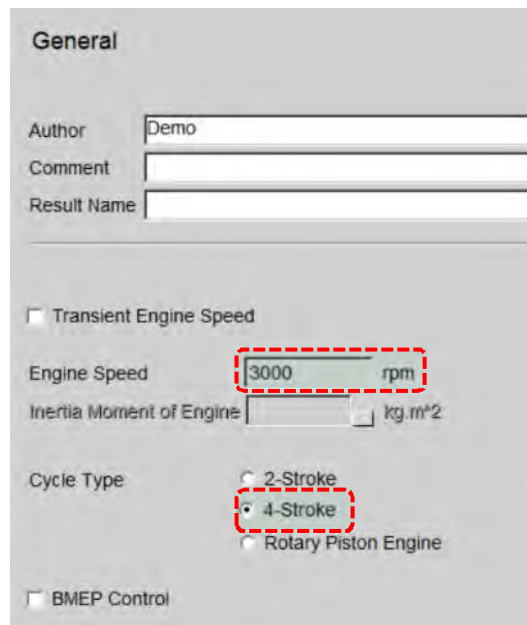 General
Author Demo
Comment
Result Name
Transient Engine Speed
Engine Speed 3000 rpm
Inertia Moment of Engine kg.m^2
Cycle Type 2-Stroke
4-Stroke
Rotary Piston Engine
BMEP Control